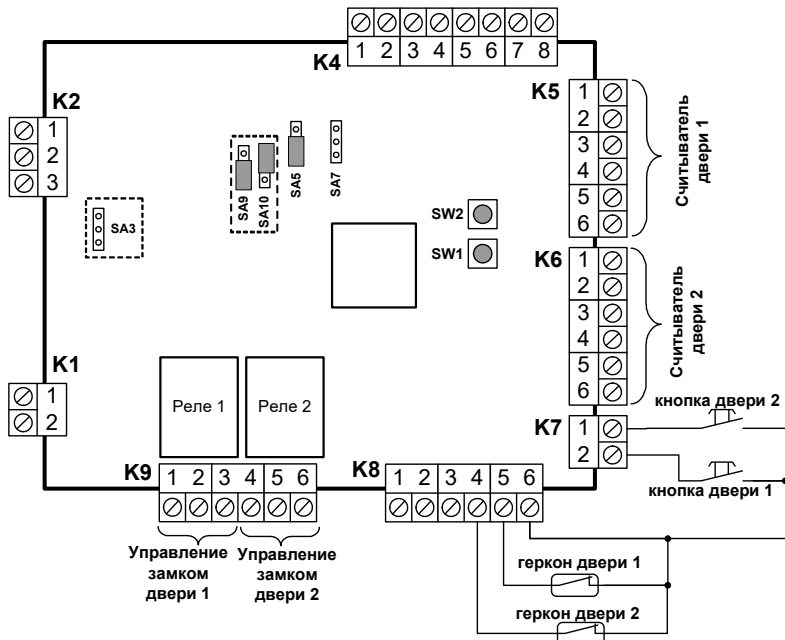 1 2 3 4 5 6 7 8
K4
K2
1
2
3
K5
1
2
3
4
5
6
Считыватель
двери 1
SA9
SA10
SA5
SA7
SA3
SW2
SW1
K6
1
2
3
4
5
6
Считыватель
двери 2
K1
1
2
Реле 1
Реле 2
K7
1
2
кнопка двери 2
кнопка двери 1
K9
1 2 3 4 5 6
K8
1 2 3 4 5 6
Управление
замком
двери 1
Управление
замком
двери 2
геркон двери 1
геркон двери 2